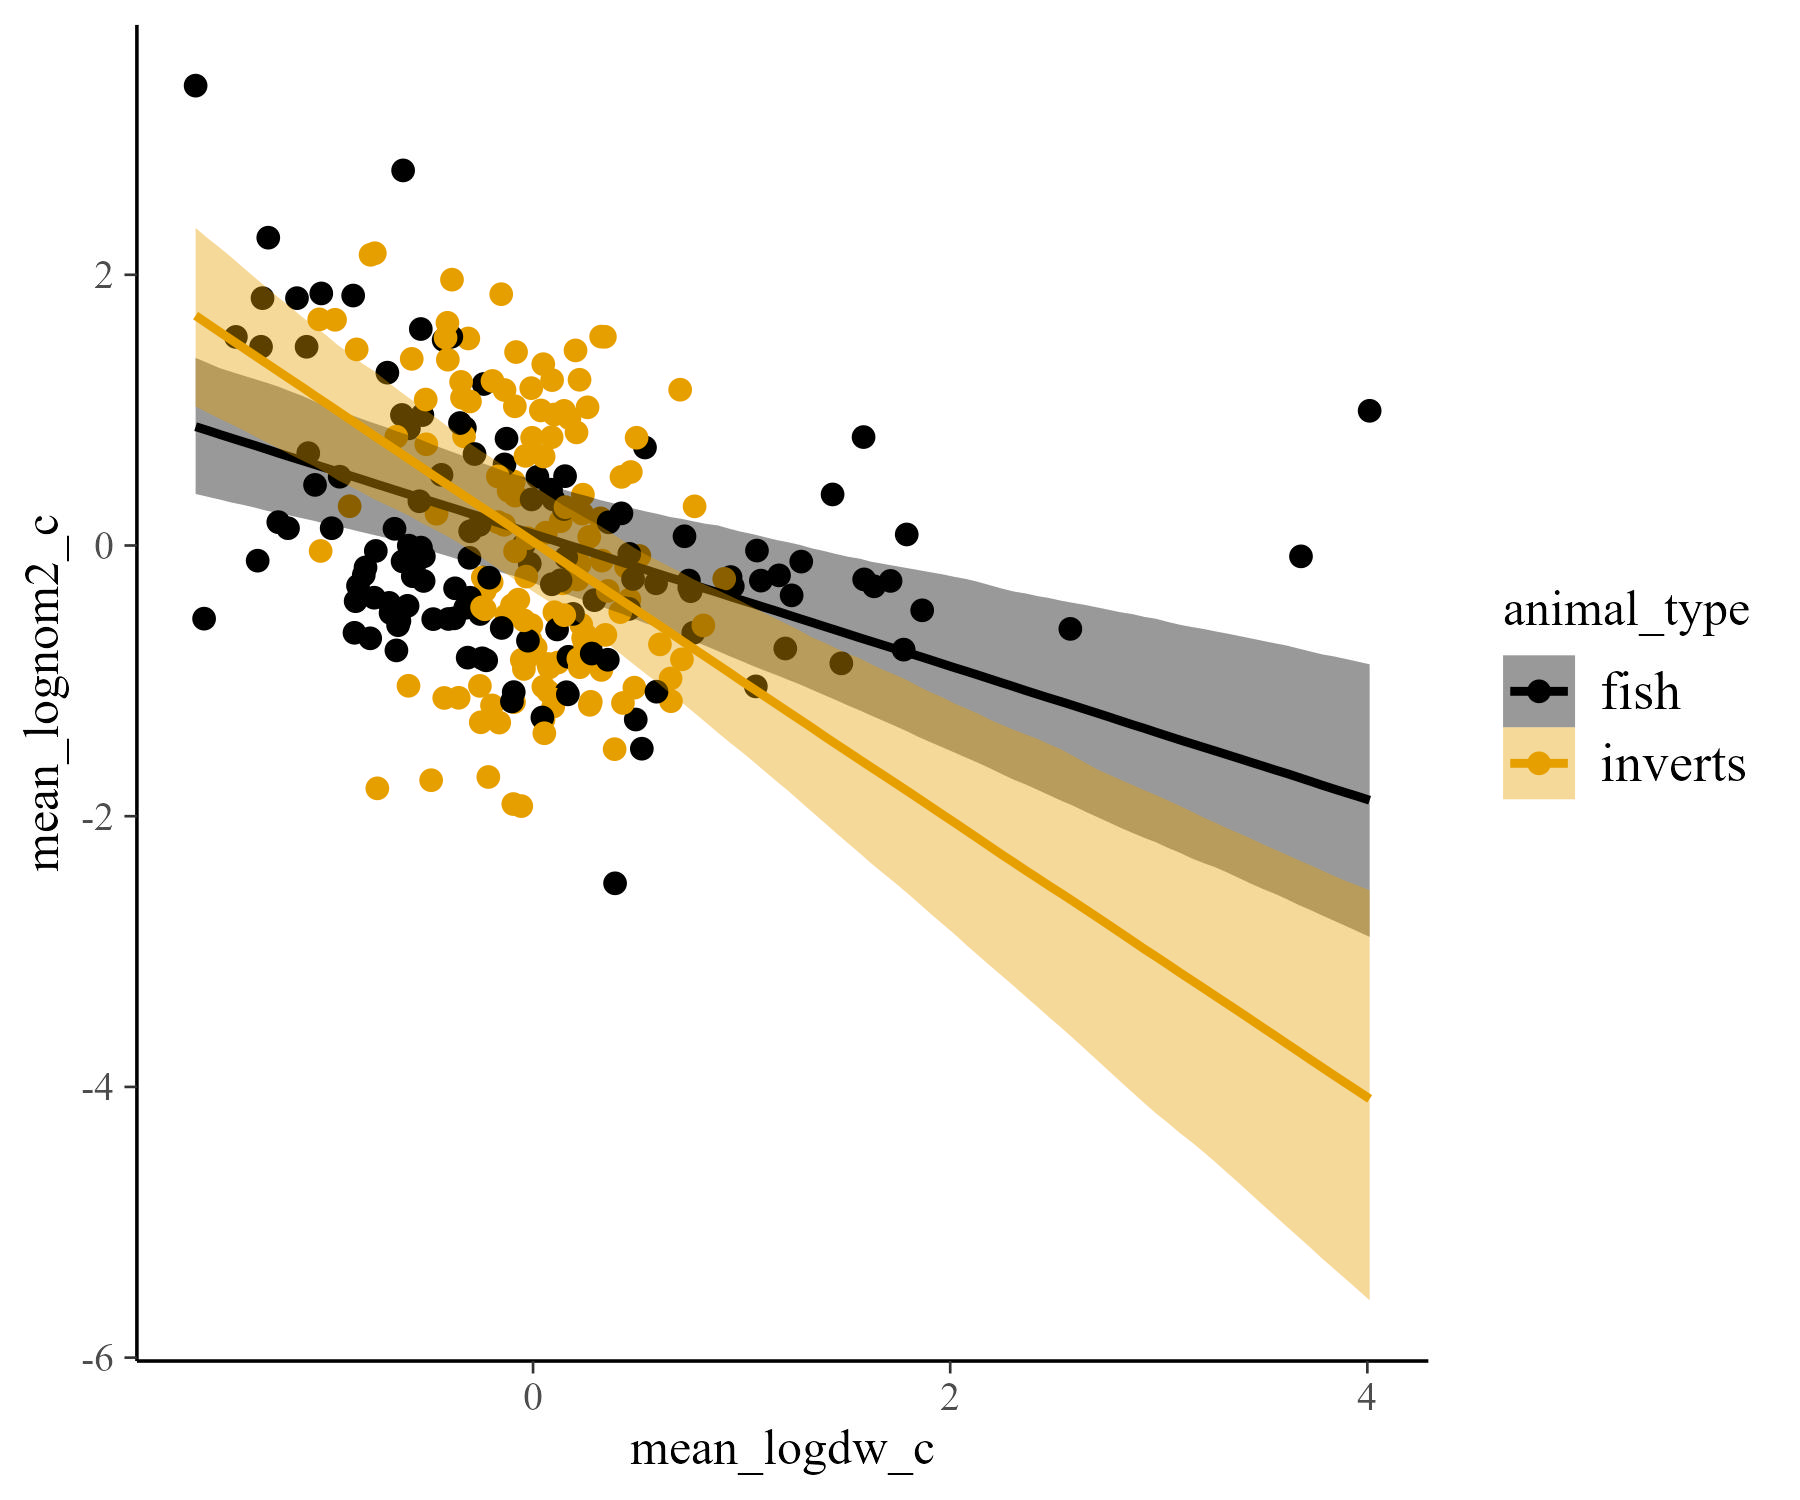 mean_lognom2_c
2
0
-2
-4
-6
0 2 4
mean_logdw_c
animal_type
fish
inverts